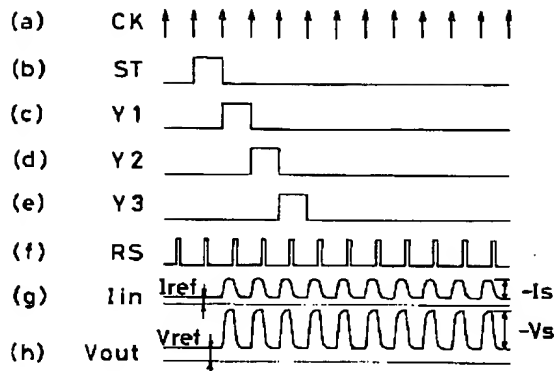 (a) CK
(b) ST
(c) Y1
(d) Y2
(e) Y3
(f) RS
(g) Iin Iref -Is
(h) Vout Vref -Vs